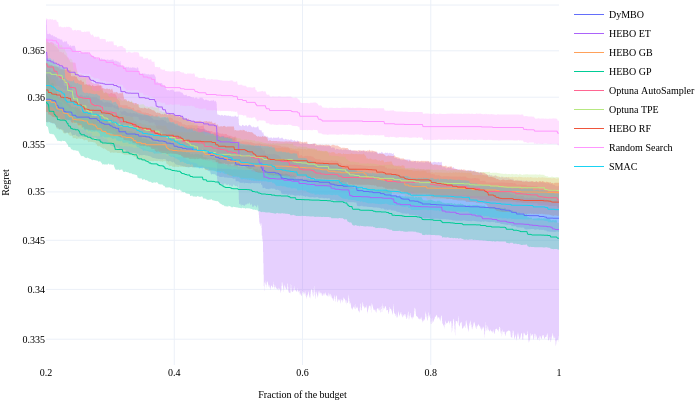 0.365
0.36
0.355
0.35
0.345
0.34
0.335
Regret
0.2
0.4
0.6
0.8
1
Fraction of the budget
DyMBO
HEBO ET
HEBO GB
HEBO GP
Optuna AutoSampler
Optuna TPE
HEBO RF
Random Search
SMAC